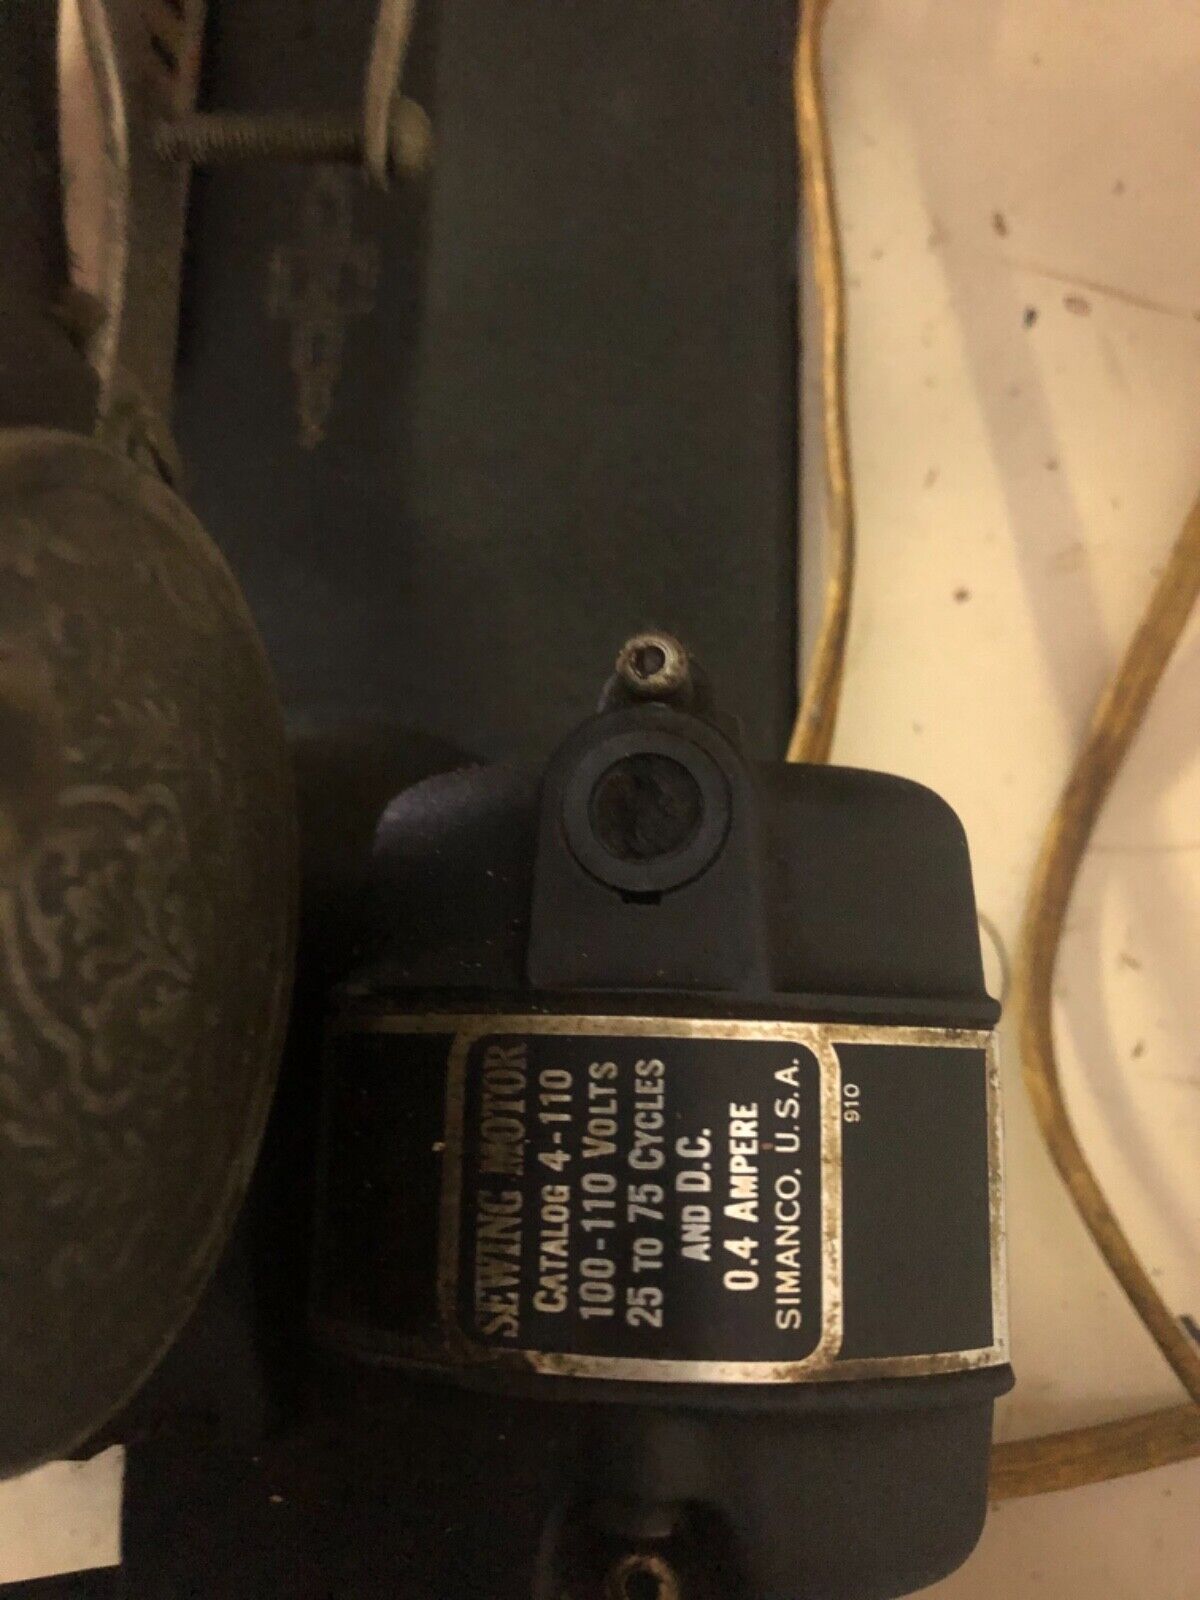 SEWING MOTOR
CATALOG 4-110
100-110 VOLTS
25 TO 75 CYCLES
AND D.C.
0.4 AMPERE
SIMANCO, U.S.A.
910